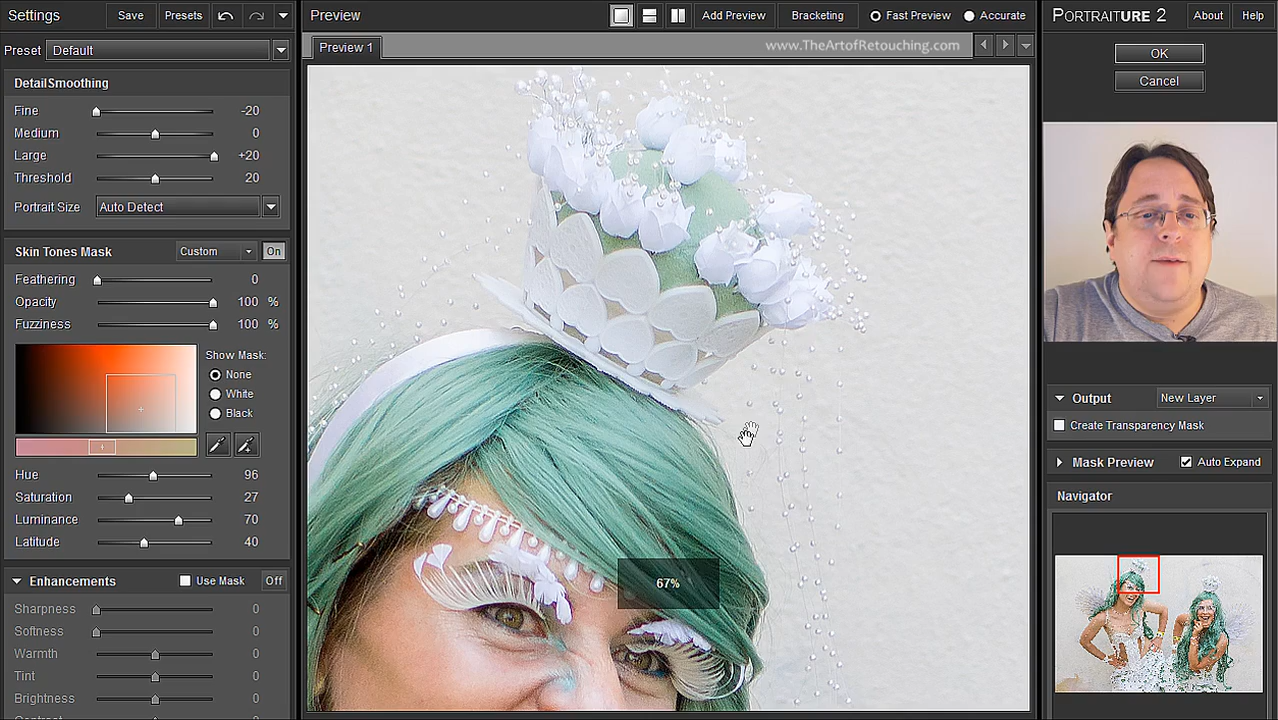 Settings
Save
Presets
Preview
Add Preview
Bracketing
Fast Preview
Accurate
PORTRAITURE 2
About
Help
Preset
Default
Preview 1
www.TheArtofRetouching.com
OK
Cancel
DetailSmoothing
Fine -20
Medium 0
Large +20
Threshold 20
Portrait Size Auto Detect
Skin Tones Mask Custom On
Feathering 0
Opacity 100 %
Fuzziness 100 %
Show Mask:
None
White
Black
Hue 96
Saturation 27
Luminance 70
Latitude 40
Enhancements Use Mask Off
Sharpness 0
Softness 0
Warmth 0
Tint 0
Brightness 0
Contrast 0
67%
Output New Layer
Create Transparency Mask
Mask Preview Auto Expand
Navigator